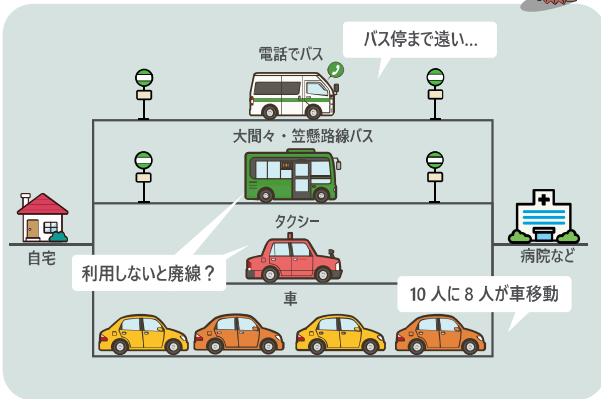 バス停まで遠い...
電話でバス
大間々・笠懸路線バス
タクシー
自宅
病院など
利用しないと廃線？
車
10人に8人が車移動